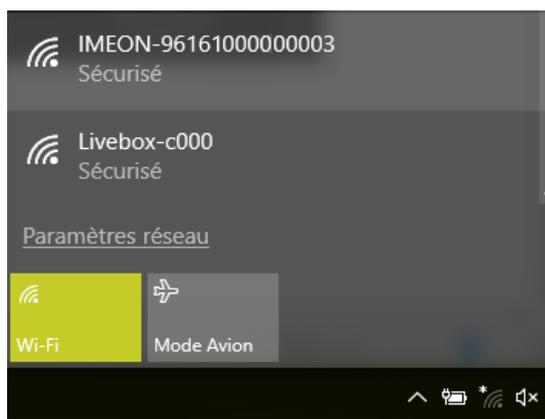 IMEON-96161000000003
Sécurisé
Livebox-c000
Sécurisé
Paramètres réseau
Wi-Fi
Mode Avion